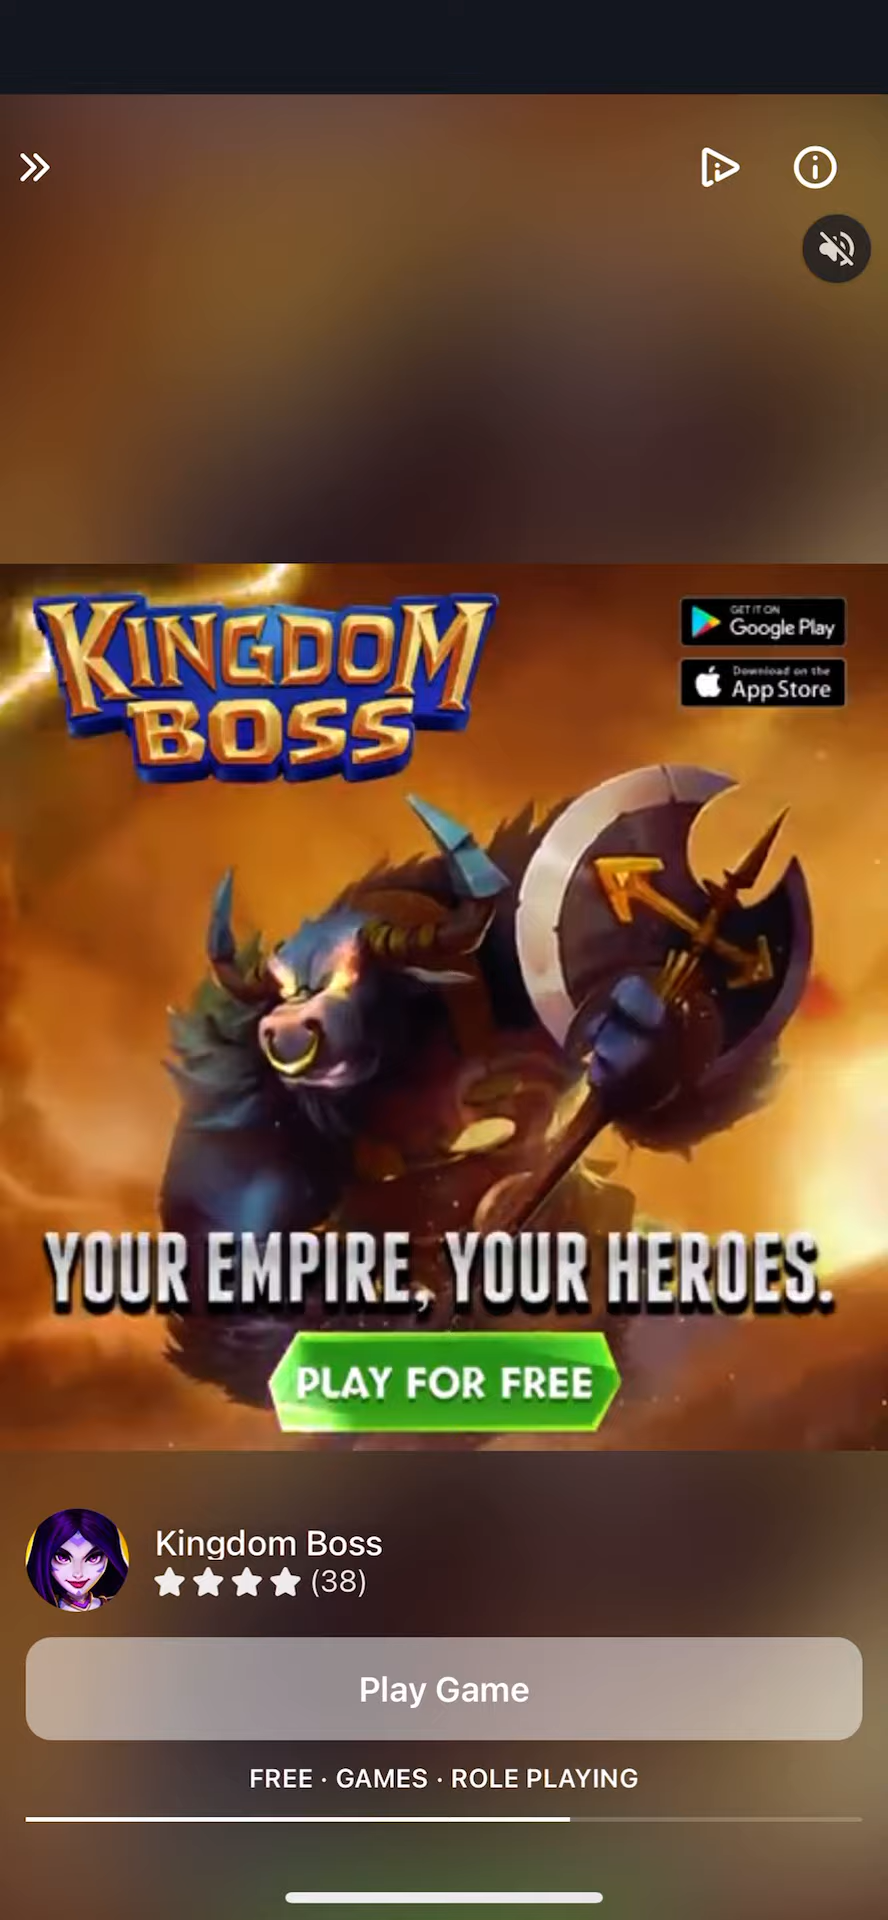 KINGDOM
BOSS
GET IT ON
Google Play
Download on the
App Store
YOUR EMPIRE, YOUR HEROES.
PLAY FOR FREE
Kingdom Boss
(38)
Play Game
FREE · GAMES · ROLE PLAYING